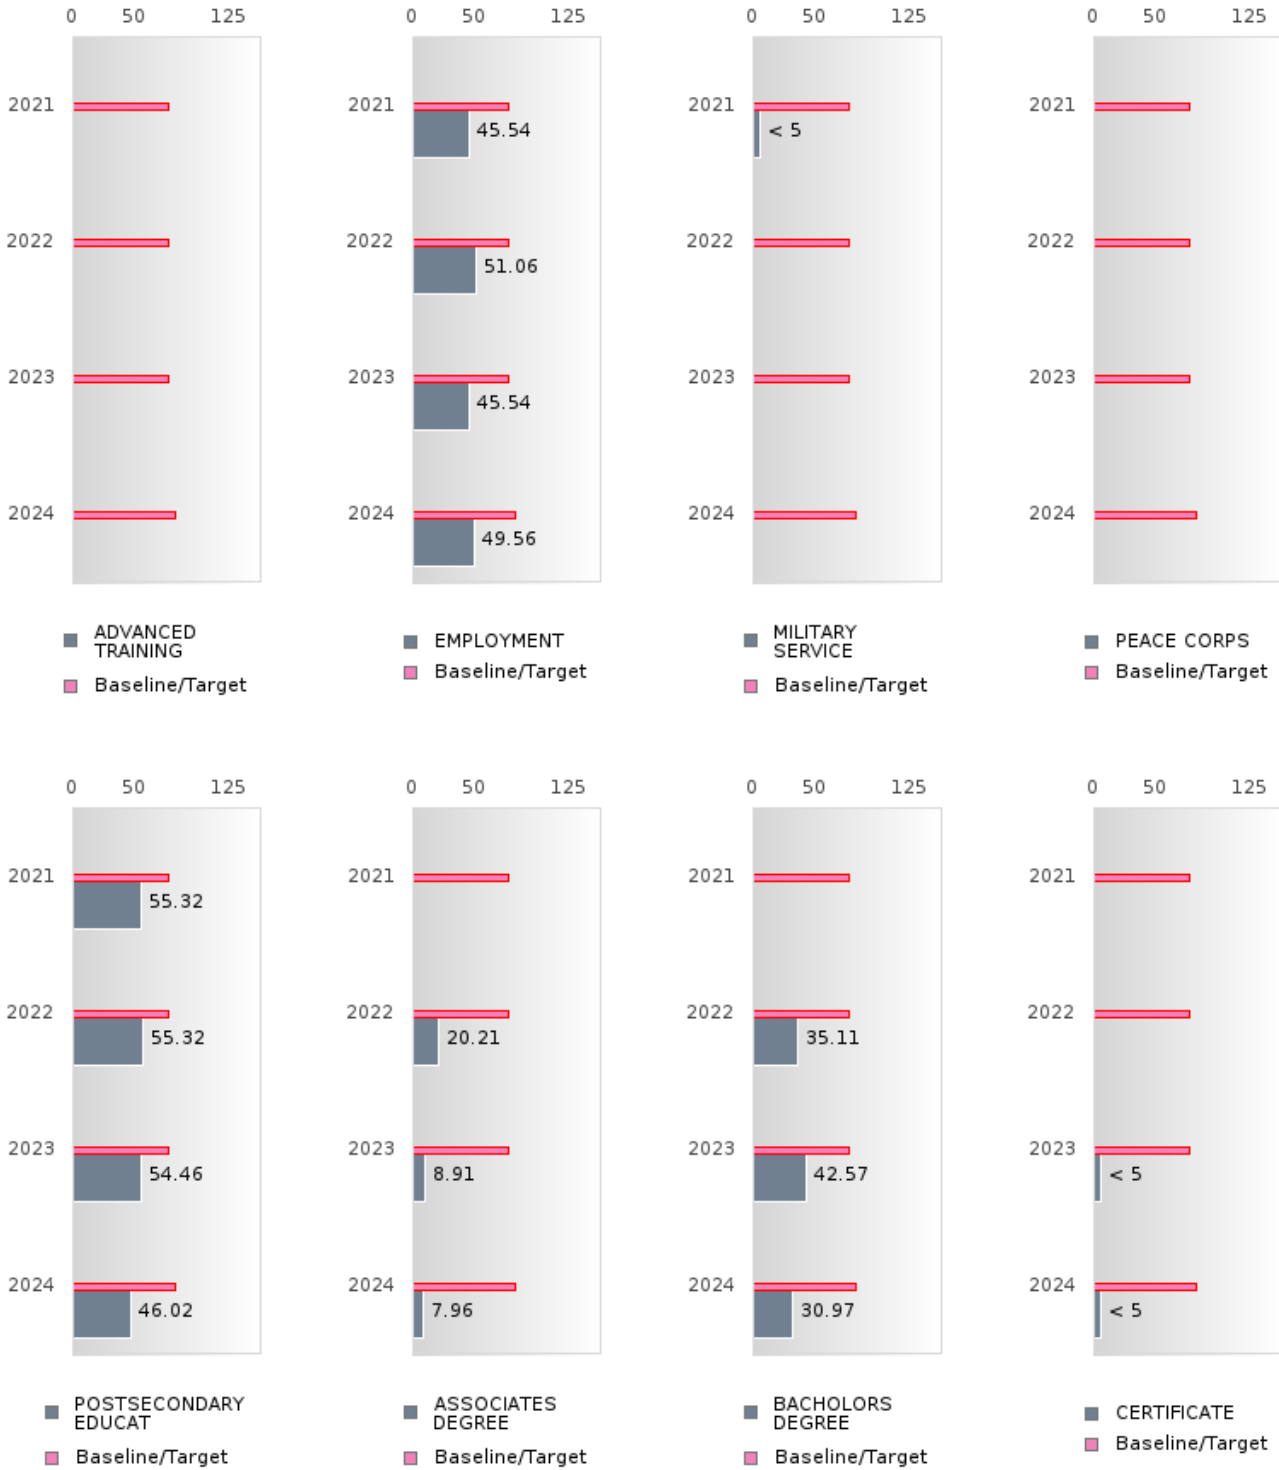 0 50 125 0 50 125 0 50 125 0 50 125
2021 2021 2021 2021
45.54 < 5
2022 2022 2022 2022
51.06
2023 2023 2023 2023
45.54
2024 2024 2024 2024
49.56
ADVANCED
TRAINING
Baseline/Target
EMPLOYMENT
Baseline/Target
MILITARY
SERVICE
Baseline/Target
PEACE CORPS
Baseline/Target
0 50 125 0 50 125 0 50 125 0 50 125
2021 2021 2021 2021
55.32
2022 2022 2022 2022
55.32 20.21 35.11
2023 2023 2023 2023
54.46 8.91 42.57 < 5
2024 2024 2024 2024
46.02 7.96 30.97 < 5
POSTSECONDARY
EDUCAT
Baseline/Target
ASSOCIATES
DEGREE
Baseline/Target
BACHOLORS
DEGREE
Baseline/Target
CERTIFICATE
Baseline/Target